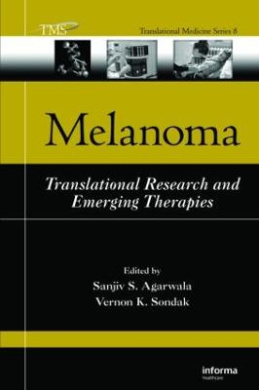 TMS
Translational Medicine Series 8
Melanoma
Translational Research and
Emerging Therapies
Edited by
Sanjiv S. Agarwala
Vernon K. Sondak
informa
healthcare